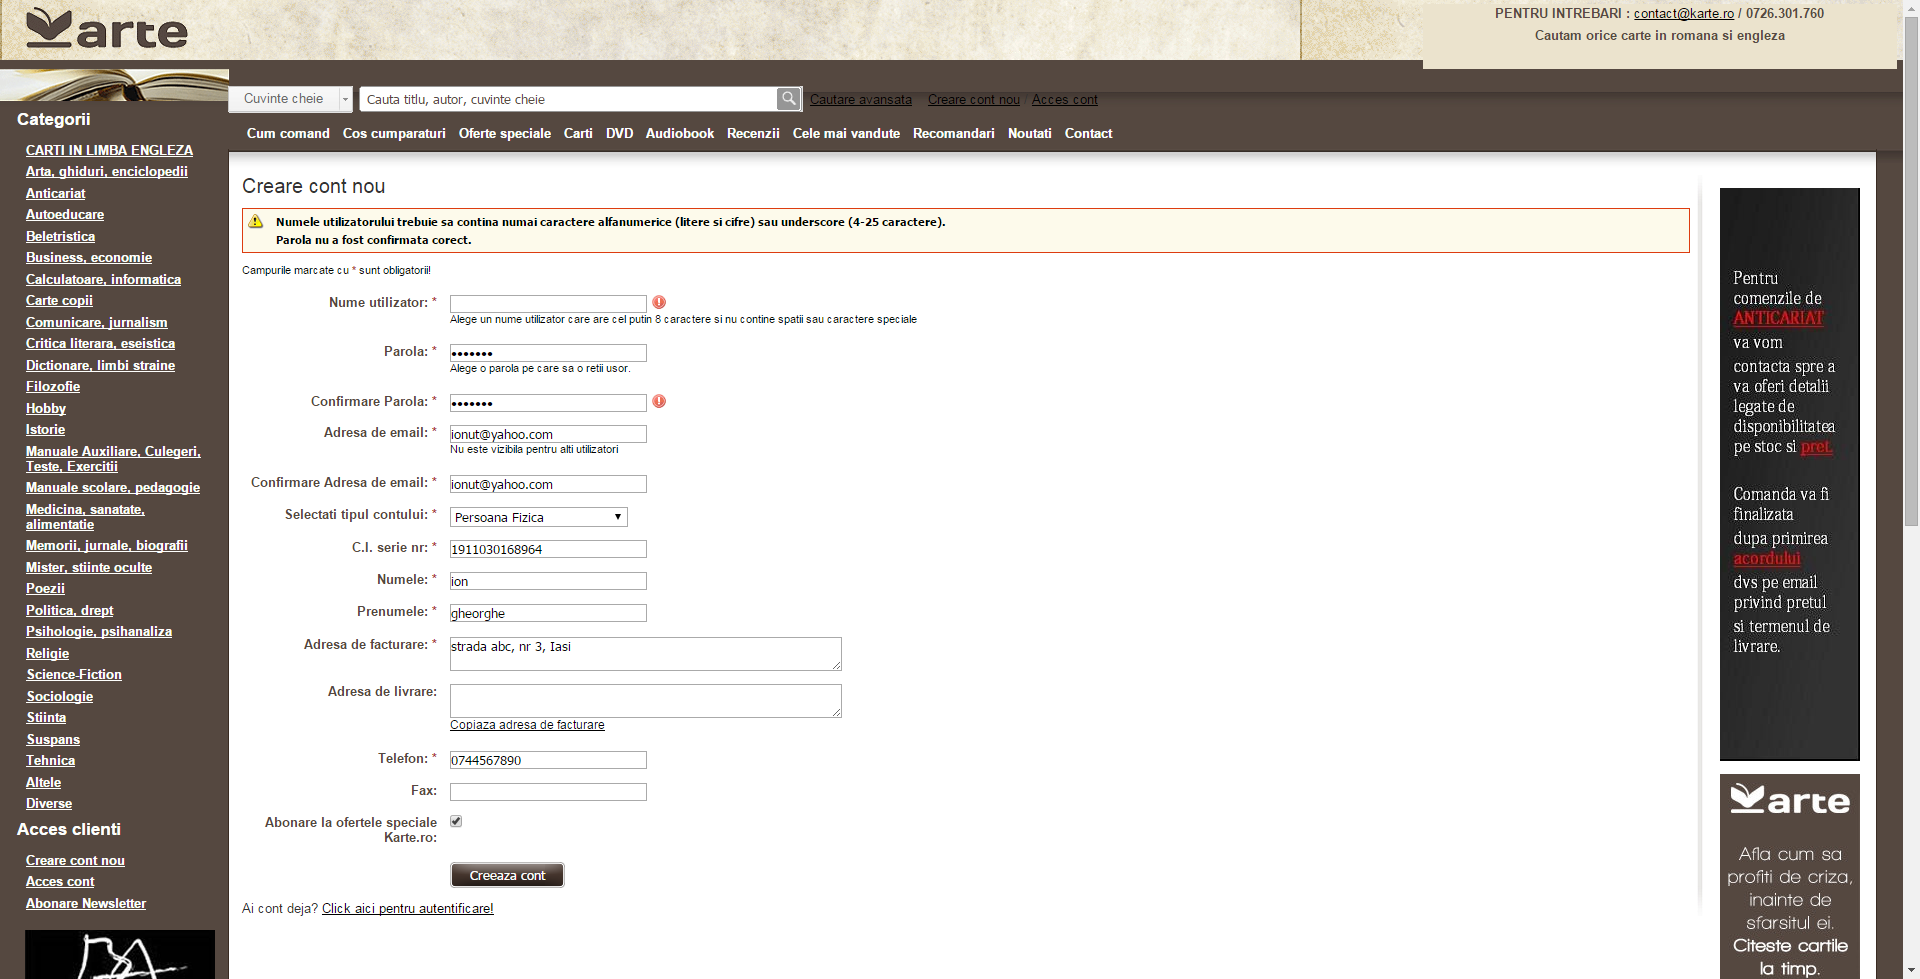 Karte
PENTRU INTREBARI : contact@karte.ro / 0726.301.760
Cautam orice carte in romana si engleza
Cuvinte cheie
Cauta titlu, autor, cuvinte cheie
Cautare avansata Creare cont nou / Acces cont
Cum comand Cos cumparaturi Oferte speciale Carti DVD Audiobook Recenzii Cele mai vandute Recomandari Noutati Contact
Categorii
CARTI IN LIMBA ENGLEZA
Arta, ghiduri, enciclopedii
Anticariat
Autoeducare
Beletristica
Business, economie
Calculatoare, informatica
Carte copii
Comunicare, jurnalism
Critica literara, eseistica
Dictionare, limbi straine
Filozofie
Hobby
Istorie
Manuale Auxiliare, Culegeri,
Teste, Exercitii
Manuale scolare, pedagogie
Medicina, sanatate,
alimentatie
Memorii, jurnale, biografii
Mister, stiinte oculte
Poezii
Politica, drept
Psihologie, psihanaliza
Religie
Science-Fiction
Sociologie
Stiinta
Suspans
Tehnica
Altele
Diverse
Acces clienti
Creare cont nou
Acces cont
Abonare Newsletter
Creare cont nou
Numele utilizatorului trebuie sa contina numai caractere alfanumerice (litere si cifre) sau underscore (4-25 caractere).
Parola nu a fost confirmata corect.
Campurile marcate cu * sunt obligatorii!
Nume utilizator: *
Alege un nume utilizator care are cel putin 8 caractere si nu contine spatii sau caractere speciale
Parola: * •••••••
Alege o parola pe care sa o retii usor.
Confirmare Parola: * •••••••
Adresa de email: * ionut@yahoo.com
Nu este vizibila pentru alti utilizatori
Confirmare Adresa de email: * ionut@yahoo.com
Selectati tipul contului: * Persoana Fizica
C.I. serie nr: * 1911030168964
Numele: * ion
Prenumele: * gheorghe
Adresa de facturare: * strada abc, nr 3, Iasi
Adresa de livrare:
Copiaza adresa de facturare
Telefon: * 0744567890
Fax:
Abonare la ofertele speciale
Karte.ro:
Creeaza cont
Ai cont deja? Click aici pentru autentificare!
Pentru
comenzile de
ANTICARIAT
va vom
contacta spre a
va oferi detalii
legate de
disponibilitatea
pe stoc si pret.
Comanda va fi
finalizata
dupa primirea
acordului
dvs pe email
privind pretul
si termenul de
livrare.
Karte
Afla cum sa
profiti de criza,
inainte de
sfarsitul ei.
Citeste cartile
la timp.